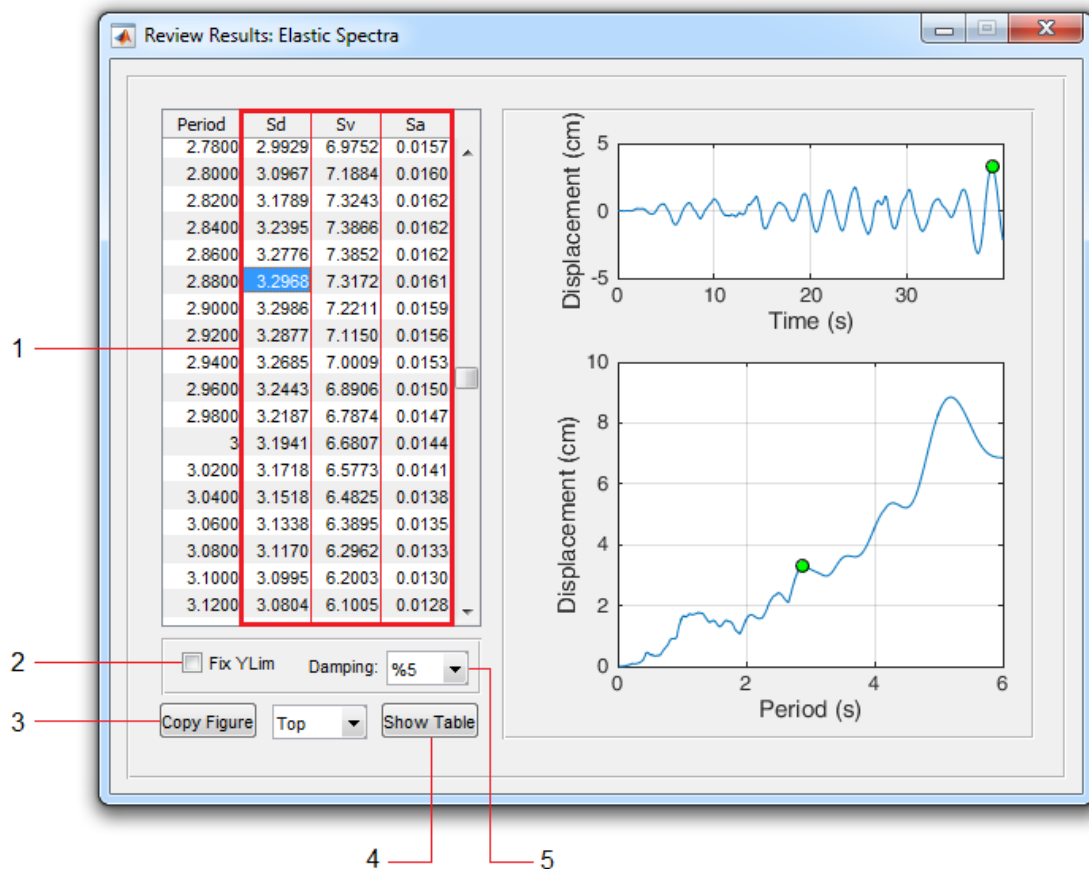 Review Results: Elastic Spectra
Period Sd Sv Sa
2.7800 2.9929 6.9752 0.0157
2.8000 3.0967 7.1884 0.0160
2.8200 3.1789 7.3243 0.0162
2.8400 3.2395 7.3866 0.0162
2.8600 3.2776 7.3852 0.0162
2.8800 3.2968 7.3172 0.0161
2.9000 3.2986 7.2211 0.0159
2.9200 3.2877 7.1150 0.0156
2.9400 3.2685 7.0009 0.0153
2.9600 3.2443 6.8906 0.0150
2.9800 3.2187 6.7874 0.0147
3 3.1941 6.6807 0.0144
3.0200 3.1718 6.5773 0.0141
3.0400 3.1518 6.4825 0.0138
3.0600 3.1338 6.3895 0.0135
3.0800 3.1170 6.2962 0.0133
3.1000 3.0995 6.2003 0.0130
3.1200 3.0804 6.1005 0.0128
1
2
Fix YLim Damping: %5
3
Copy Figure Top Show Table
4 5
Displacement (cm)
5
0
-5
0 10 20 30
Time (s)
Displacement (cm)
10
8
6
4
2
0
0 2 4 6
Period (s)